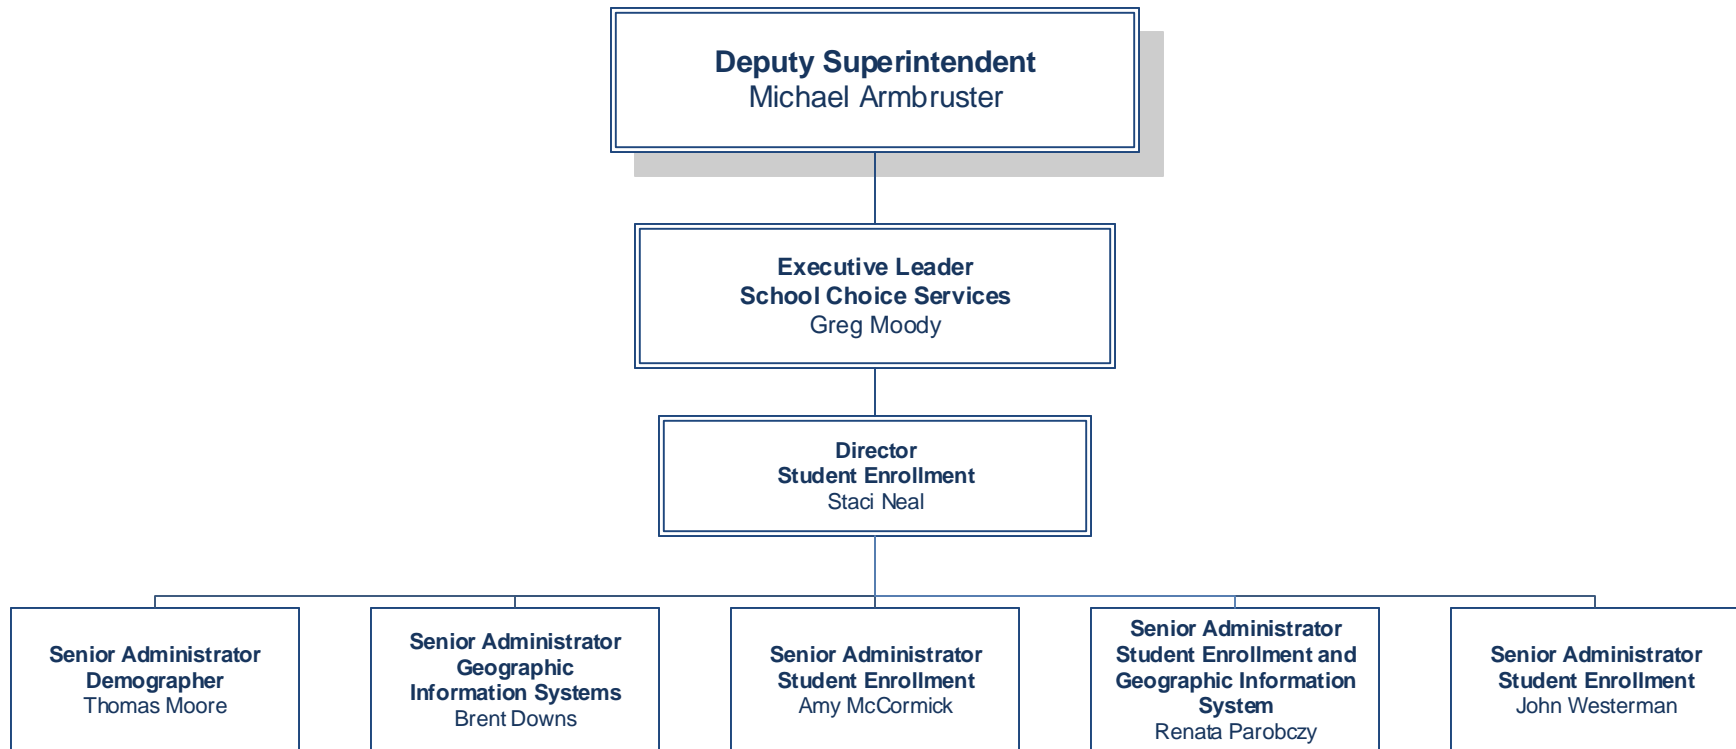 Deputy Superintendent
Michael Armbruster
Executive Leader
School Choice Services
Greg Moody
Director
Student Enrollment
Staci Neal
Senior Administrator
Demographer
Thomas Moore
Senior Administrator
Geographic
Information Systems
Brent Downs
Senior Administrator
Student Enrollment
Amy McCormick
Senior Administrator
Student Enrollment and
Geographic Information
System
Renata Parobczy
Senior Administrator
Student Enrollment
John Westerman